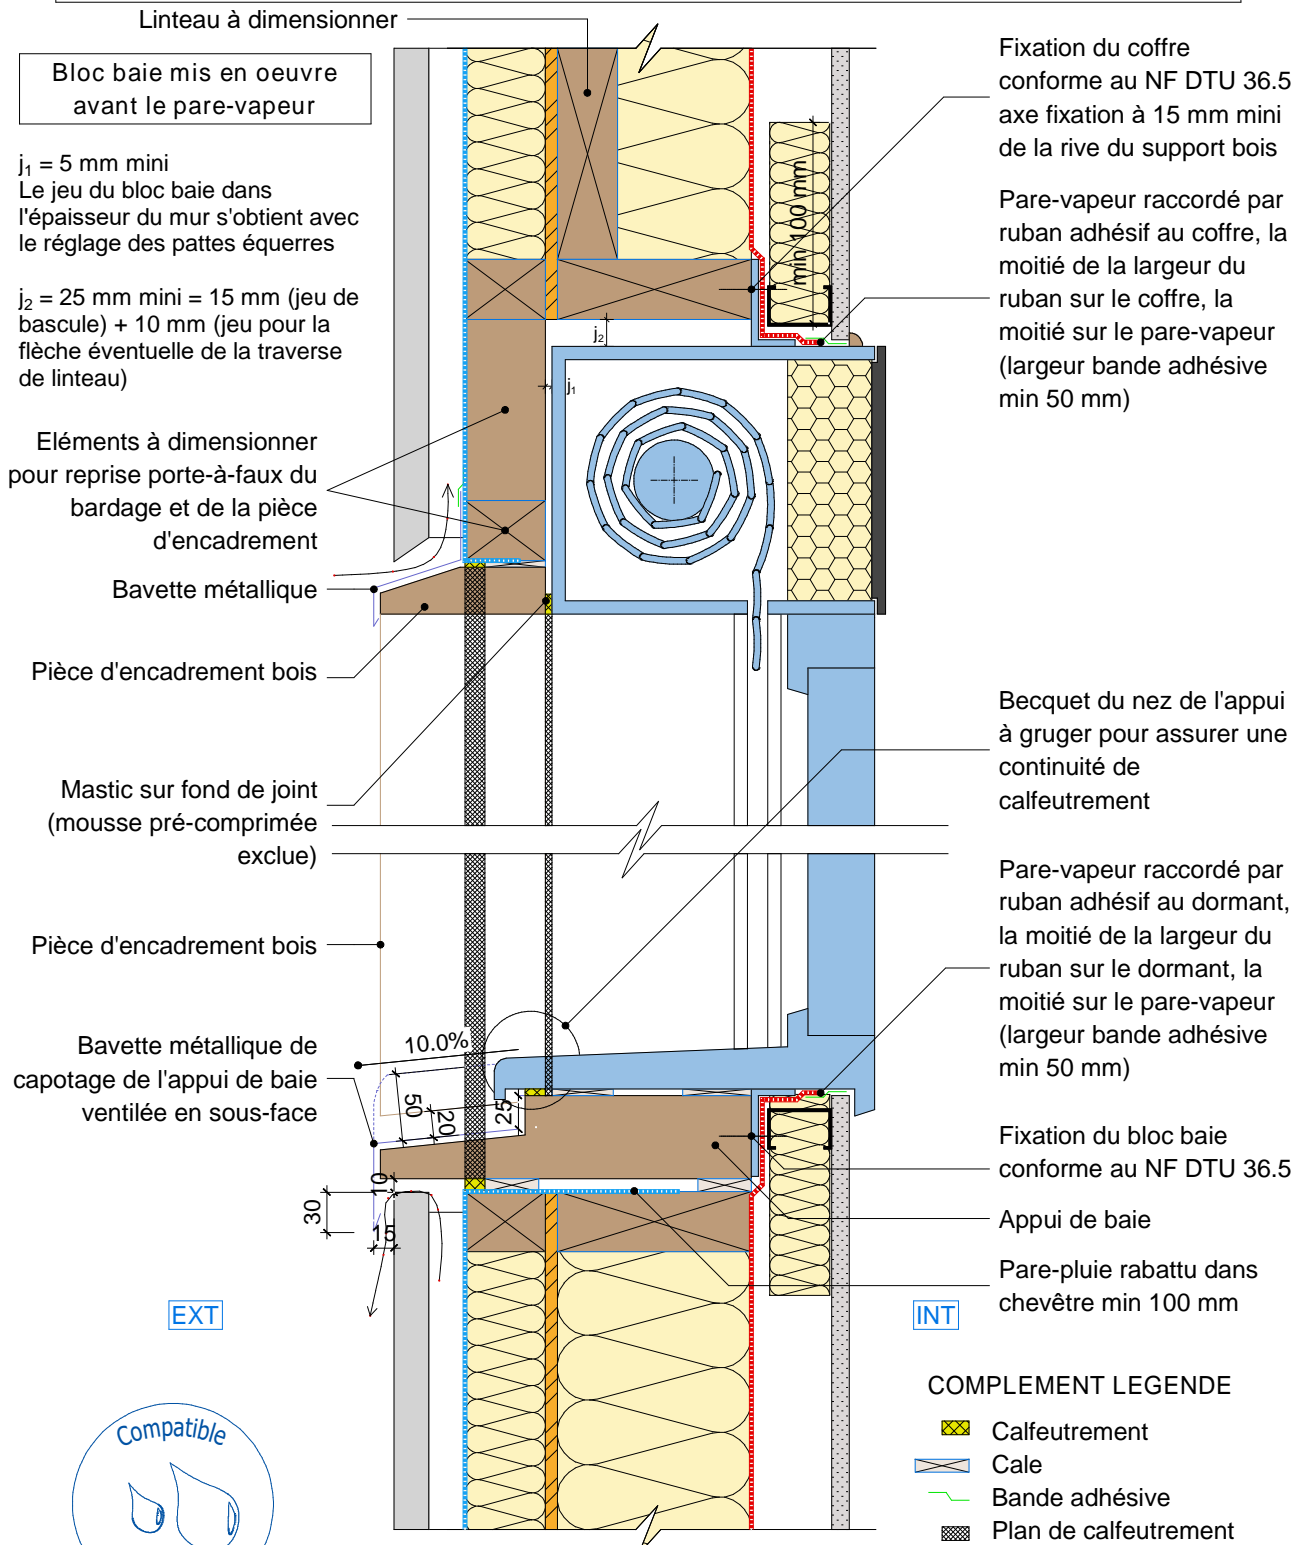 Linteau à dimensionner
Bloc baie mis en oeuvre
avant le pare-vapeur
j1 = 5 mm mini
Le jeu du bloc baie dans
l'épaisseur du mur s'obtient avec
le réglage des pattes équerres
j2 = 25 mm mini = 15 mm (jeu de
bascule) + 10 mm (jeu pour la
flèche éventuelle de la traverse
de linteau)
Eléments à dimensionner
pour reprise porte-à-faux du
bardage et de la pièce
d'encadrement
Bavette métallique
Pièce d'encadrement bois
Mastic sur fond de joint
(mousse pré-comprimée
exclue)
Pièce d'encadrement bois
Bavette métallique de
capotage de l'appui de baie
ventilée en sous-face
min 100 mm
j2
j1
10.0%
50
20
25
10
30
15
Fixation du coffre
conforme au NF DTU 36.5
axe fixation à 15 mm mini
de la rive du support bois
Pare-vapeur raccordé par
ruban adhésif au coffre, la
moitié de la largeur du
ruban sur le coffre, la
moitié sur le pare-vapeur
(largeur bande adhésive
min 50 mm)
Becquet du nez de l'appui
à gruger pour assurer une
continuité de
calfeutrement
Pare-vapeur raccordé par
ruban adhésif au dormant,
la moitié de la largeur du
ruban sur le dormant, la
moitié sur le pare-vapeur
(largeur bande adhésive
min 50 mm)
Fixation du bloc baie
conforme au NF DTU 36.5
Appui de baie
Pare-pluie rabattu dans
chevêtre min 100 mm
EXT
INT
Compatible
COMPLEMENT LEGENDE
Calfeutrement
Cale
Bande adhésive
Plan de calfeutrement